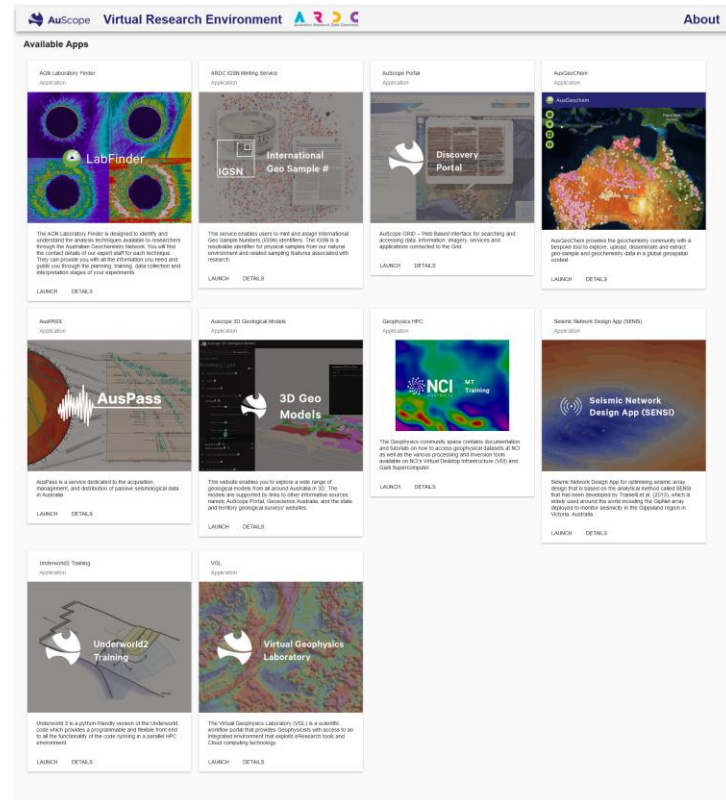 AuScope Virtual Research Environment ARDC
Australian Research Data Commons
About
Available Apps
AGN Laboratory Finder
Application
LabFinder
The AGN Laboratory Finder is designed to identify and
understand the analysis techniques available to researchers
through the Australian Geochemistry Network. You will find
the contact details of our expert staff for each technique.
They can provide you with all the information you need and
guide you through the planning, training, data collection and
interpretation stages of your experiments.
LAUNCH DETAILS
ARDC IGSN Minting Service
Application
IGSN
International
Geo Sample #
This service enables users to mint and assign International
Geo Sample Numbers (IGSN) identifiers. The IGSN is a
resolvable identifier for physical samples from our natural
environment and related sampling features associated with
research.
LAUNCH DETAILS
AuScope Portal
Application
Discovery
Portal
AuScope GRID – Web Based Interface for searching and
accessing data, information, imagery, services and
applications connected to the Grid
LAUNCH DETAILS
AusGeoChem
Application
AusGeoChem
AusGeoChem provides the geochemistry community with a
bespoke tool to explore, upload, disseminate and extract
geo-sample and geochemistry data in a global geospatial
context
LAUNCH DETAILS
AusPASS
Application
AusPass
AusPass is a service dedicated to the acquisition,
management, and distribution of passive seismological data
in Australia.
LAUNCH DETAILS
Auscope 3D Geological Models
Application
3D Geo
Models
This website enables you to explore a wide range of
geological models from all around Australia in 3D. The
models are supported by links to other informative sources,
namely AuScope Portal, Geoscience Australia, and the state
and territory geological surveys' websites.
LAUNCH DETAILS
Geophysics HPC
Application
NCI
AUSTRALIA
MT
Training
The Geophysics community space contains documentation
and tutorials on how to access geophysical datasets at NCI
as well as the various processing and inversion tools
available on NCI's Virtual Desktop Infrastructure (VDI) and
Gadi Supercomputer
LAUNCH DETAILS
Seismic Network Design App (SENSI)
Application
Seismic Network
Design App (SENSI)
Seismic Network Design App for optimising seismic array
design that is based on the analytical method called SENSI
that has been developed by Tramelli et al. (2013), which is
widely used around the world including the GipNet array
deployed to monitor seismicity in the Gippsland region in
Victoria, Australia.
LAUNCH DETAILS
Underworld2 Training
Application
Underworld2
Training
Underworld 2 is a python-friendly version of the Underworld
code which provides a programmable and flexible front end
to all the functionality of the code running in a parallel HPC
environment
LAUNCH DETAILS
VGL
Application
Virtual Geophysics
Laboratory
The Virtual Geophysics Laboratory (VGL) is a scientific
workflow portal that provides Geophysicists with access to an
integrated environment that exploits eResearch tools and
Cloud computing technology.
LAUNCH DETAILS